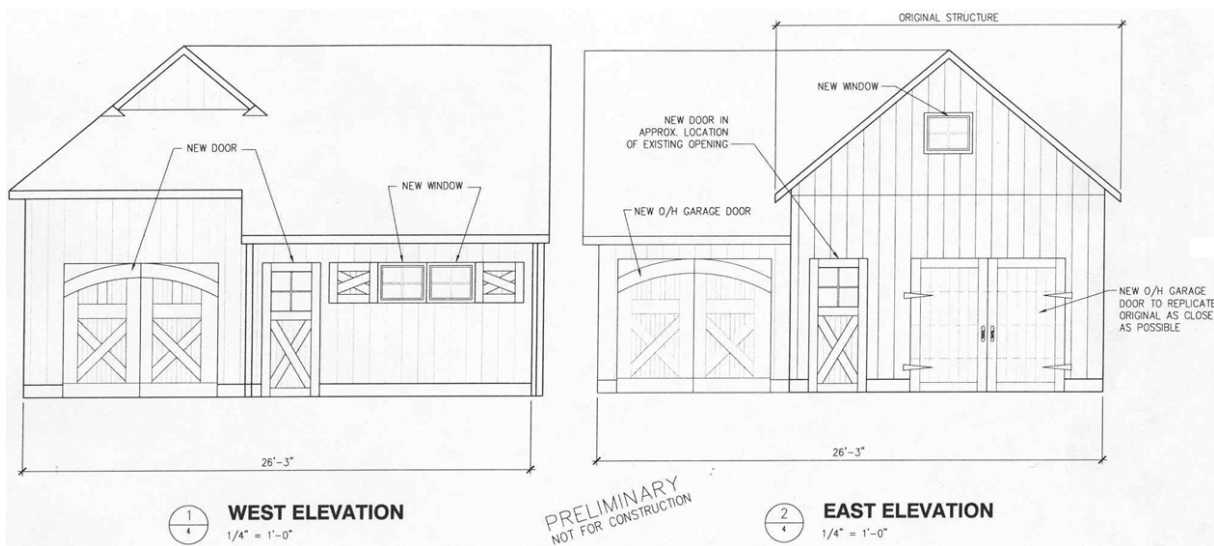 NEW DOOR
NEW WINDOW
26'-3"
1
4
WEST ELEVATION
1/4" = 1'-0"
PRELIMINARY
NOT FOR CONSTRUCTION
ORIGINAL STRUCTURE
NEW WINDOW
NEW DOOR IN
APPROX. LOCATION
OF EXISTING OPENING
NEW O/H GARAGE DOOR
NEW O/H GARAGE
DOOR TO REPLICATE
ORIGINAL AS CLOSE
AS POSSIBLE
26'-3"
2
4
EAST ELEVATION
1/4" = 1'-0"